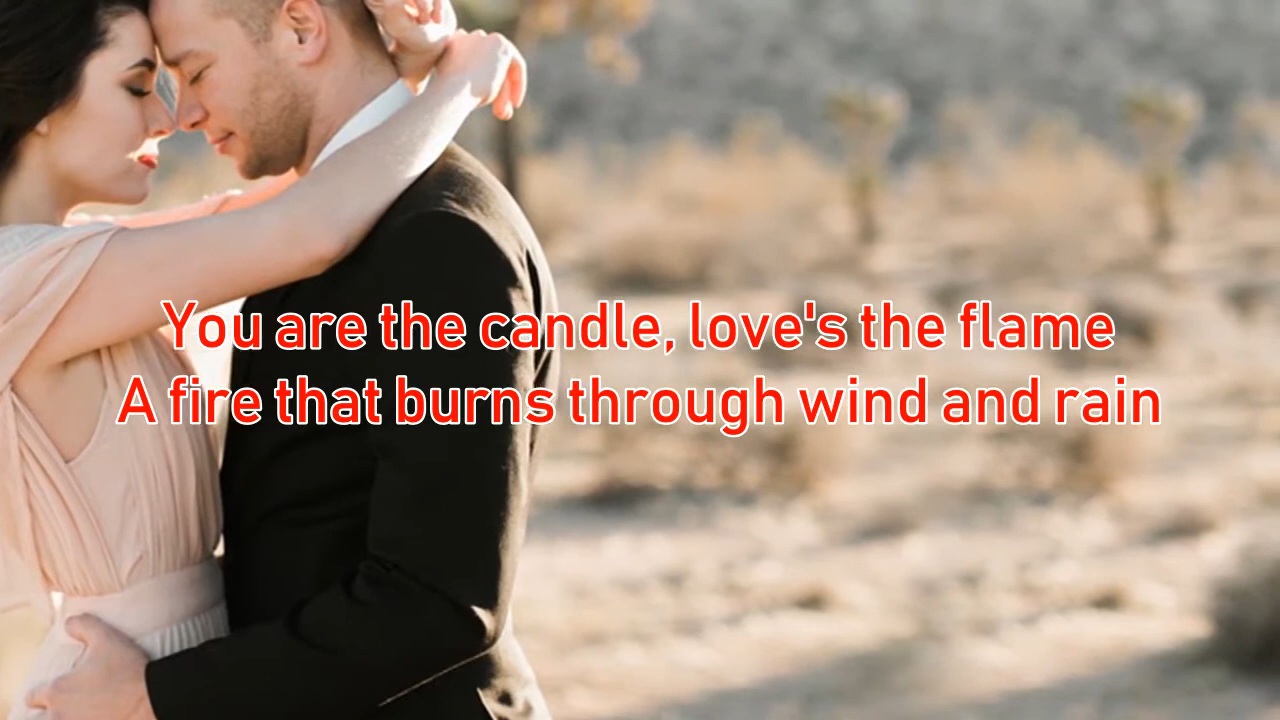 You are the candle, love's the flame
A fire that burns through wind and rain